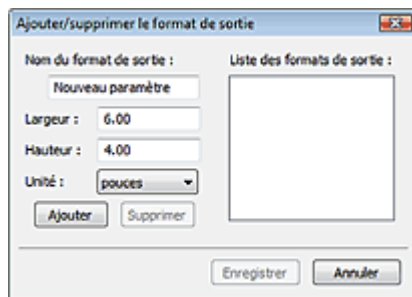 Ajouter/supprimer le format de sortie
Nom du format de sortie :
Nouveau paramètre
Largeur :
6.00
Hauteur :
4.00
Unité :
pouces
Ajouter
Supprimer
Liste des formats de sortie :
Enregistrer
Annuler